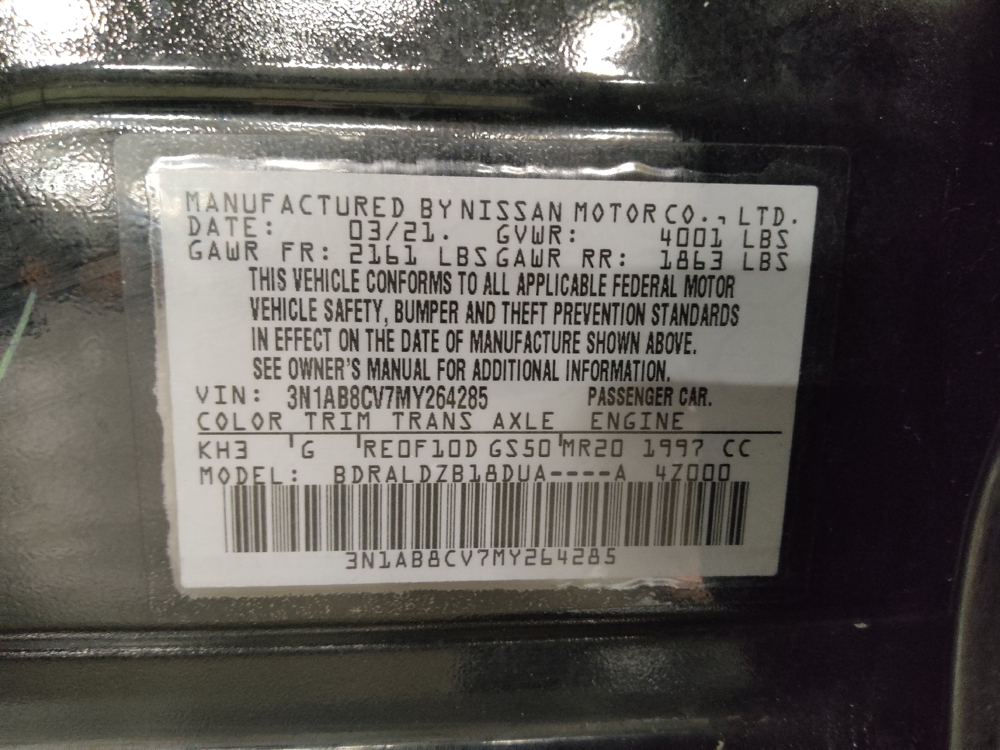 MANUFACTURED BY NISSAN MOTOR CO., LTD.
DATE: 03/21. GVWR: 4001 LBS
GAWR FR: 2161 LBS GAWR RR: 1863 LBS
THIS VEHICLE CONFORMS TO ALL APPLICABLE FEDERAL MOTOR
VEHICLE SAFETY, BUMPER AND THEFT PREVENTION STANDARDS
IN EFFECT ON THE DATE OF MANUFACTURE SHOWN ABOVE.
SEE OWNER'S MANUAL FOR ADDITIONAL INFORMATION.
VIN: 3N1AB8CV7MY264285 PASSENGER CAR.
COLOR TRIM TRANS AXLE ENGINE
KH3 G RE0F10D GS50 MR20 1997 CC
MODEL: BDRALDZB18DUA----A 4Z000
3N1AB8CV7MY264285